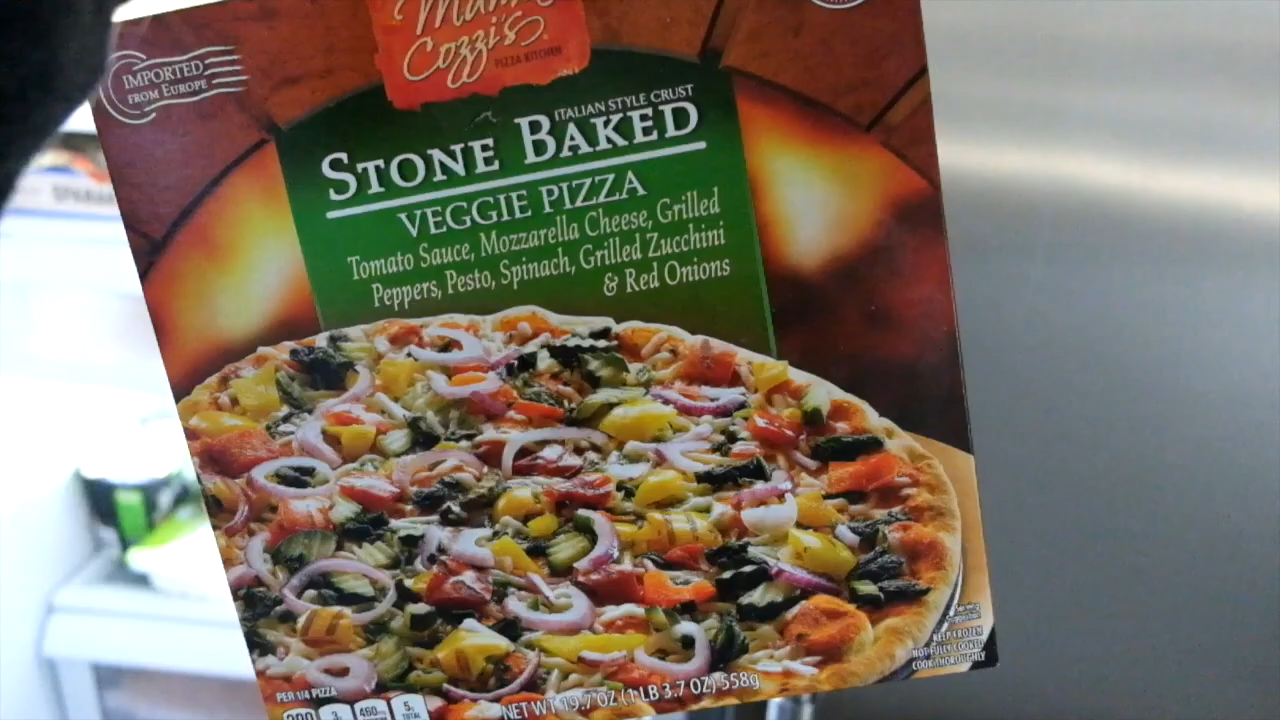 Cozzi's
PIZZA KITCHEN
IMPORTED
FROM EUROPE
ITALIAN STYLE CRUST
STONE BAKED
VEGGIE PIZZA
Tomato Sauce, Mozzarella Cheese, Grilled
Peppers, Pesto, Spinach, Grilled Zucchini
& Red Onions
Serving
Suggestion
KEEP FROZEN
NOT FULLY COOKED
COOK THOROUGHLY
PER 1/4 PIZZA
NET WT 19.7 OZ (1 LB 3.7 OZ) 558g